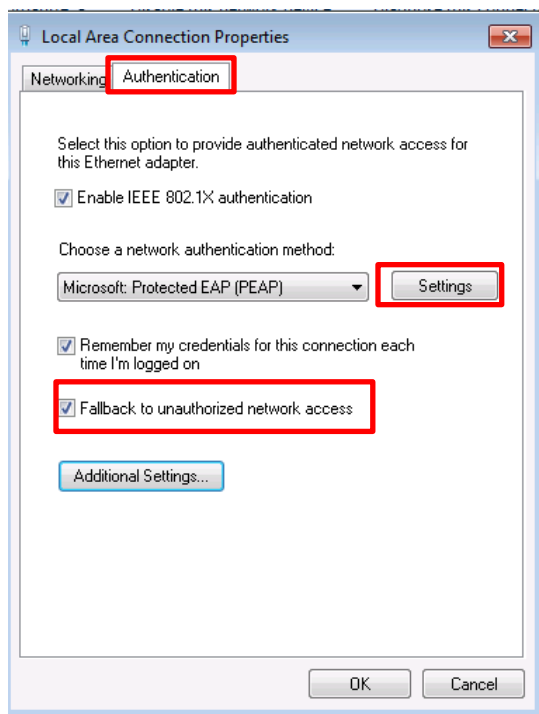 Local Area Connection Properties
Networking
Authentication
Select this option to provide authenticated network access for
this Ethernet adapter.
Enable IEEE 802.1X authentication
Choose a network authentication method:
Microsoft: Protected EAP (PEAP)
Settings
Remember my credentials for this connection each
time I'm logged on
Fallback to unauthorized network access
Additional Settings...
OK
Cancel